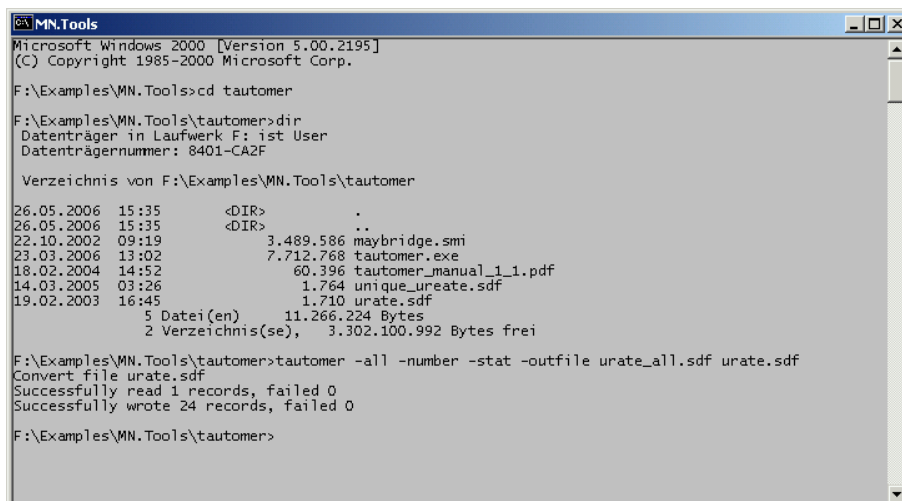 MN.Tools
Microsoft Windows 2000 [Version 5.00.2195]
(C) Copyright 1985-2000 Microsoft Corp.
F:\Examples\MN.Tools>cd tautomer
F:\Examples\MN.Tools\tautomer>dir
Datenträger in Laufwerk F: ist User
Datenträgernummer: 8401-CA2F
Verzeichnis von F:\Examples\MN.Tools\tautomer
26.05.2006  15:35       <DIR>          .
26.05.2006  15:35       <DIR>          ..
22.10.2002  09:19            3.489.586 maybridge.smi
23.03.2006  13:02            7.712.768 tautomer.exe
18.02.2004  14:52               60.396 tautomer_manual_1_1.pdf
14.03.2005  03:26                1.764 unique_ureate.sdf
19.02.2003  16:45                1.710 urate.sdf
5 Datei(en)     11.266.224 Bytes
2 Verzeichnis(se),   3.302.100.992 Bytes frei
F:\Examples\MN.Tools\tautomer>tautomer -all -number -stat -outfile urate_all.sdf urate.sdf
Convert file urate.sdf
Successfully read 1 records, failed 0
Successfully wrote 24 records, failed 0
F:\Examples\MN.Tools\tautomer>